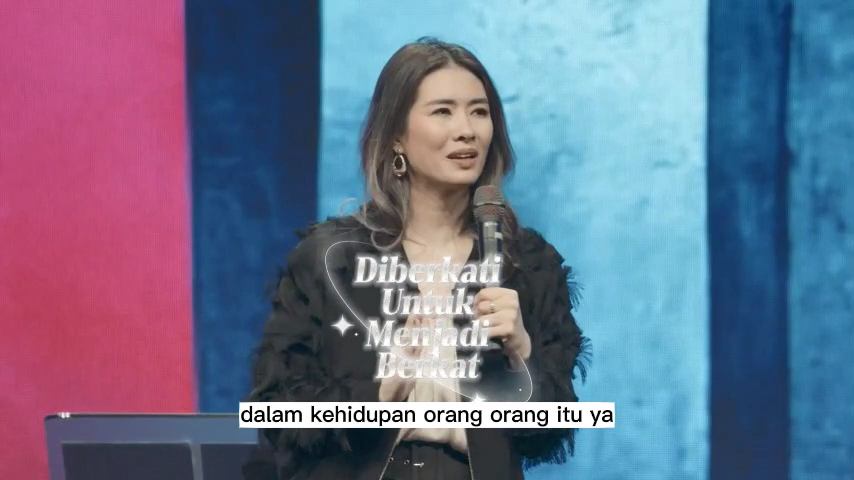 Diberkati
Untuk
Menjadi
Berkat
dalam kehidupan orang orang itu ya